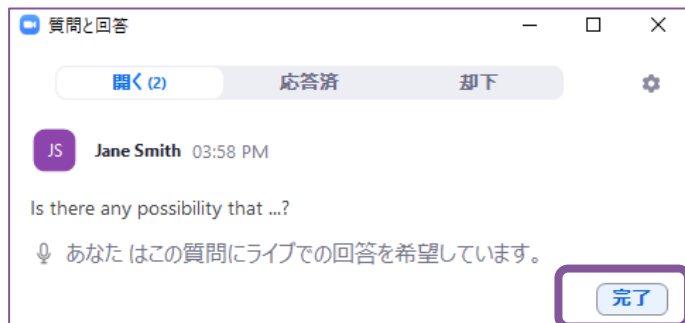 質問と回答
開く (2) 応答済 却下
JS Jane Smith 03:58 PM
Is there any possibility that ...?
あなた はこの質問にライブでの回答を希望しています。
完了